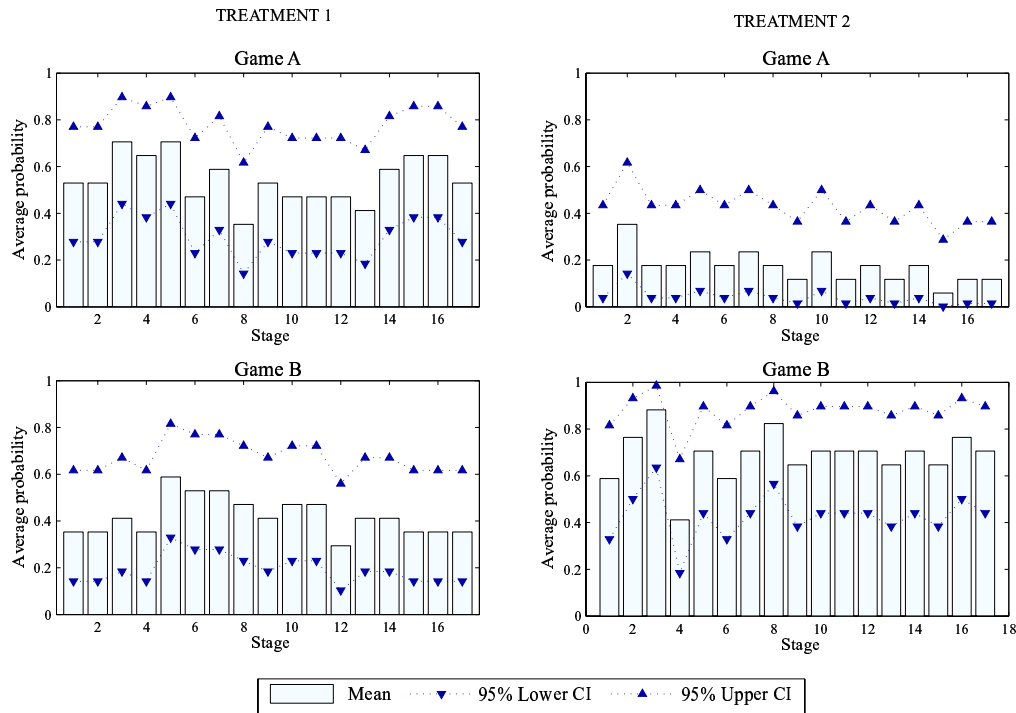 TREATMENT 1
TREATMENT 2
Game A
Average probability
1
0.8
0.6
0.4
0.2
0
2 4 6 8 10 12 14 16
Stage
Game A
Average probability
1
0.8
0.6
0.4
0.2
0
2 4 6 8 10 12 14 16
Stage
Game B
Average probability
1
0.8
0.6
0.4
0.2
0
2 4 6 8 10 12 14 16
Stage
Game B
Average probability
1
0.8
0.6
0.4
0.2
0
0 2 4 6 8 10 12 14 16 18
Stage
Mean 95% Lower CI 95% Upper CI